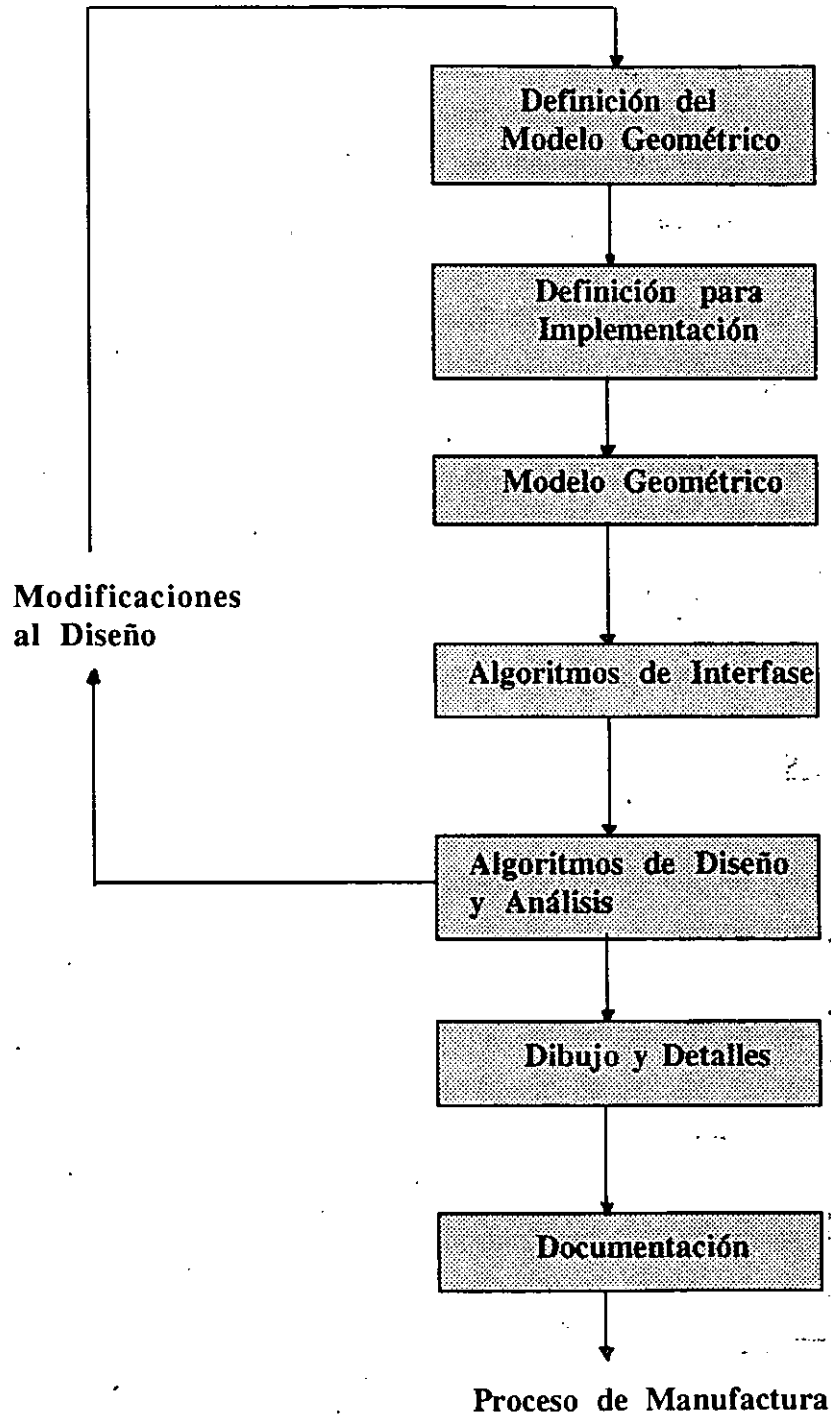 Definición del
Modelo Geométrico
Definición para
Implementación
Modelo Geométrico
Modificaciones
al Diseño
Algoritmos de Interfase
Algoritmos de Diseño
y Análisis
Dibujo y Detalles
Documentación
Proceso de Manufactura